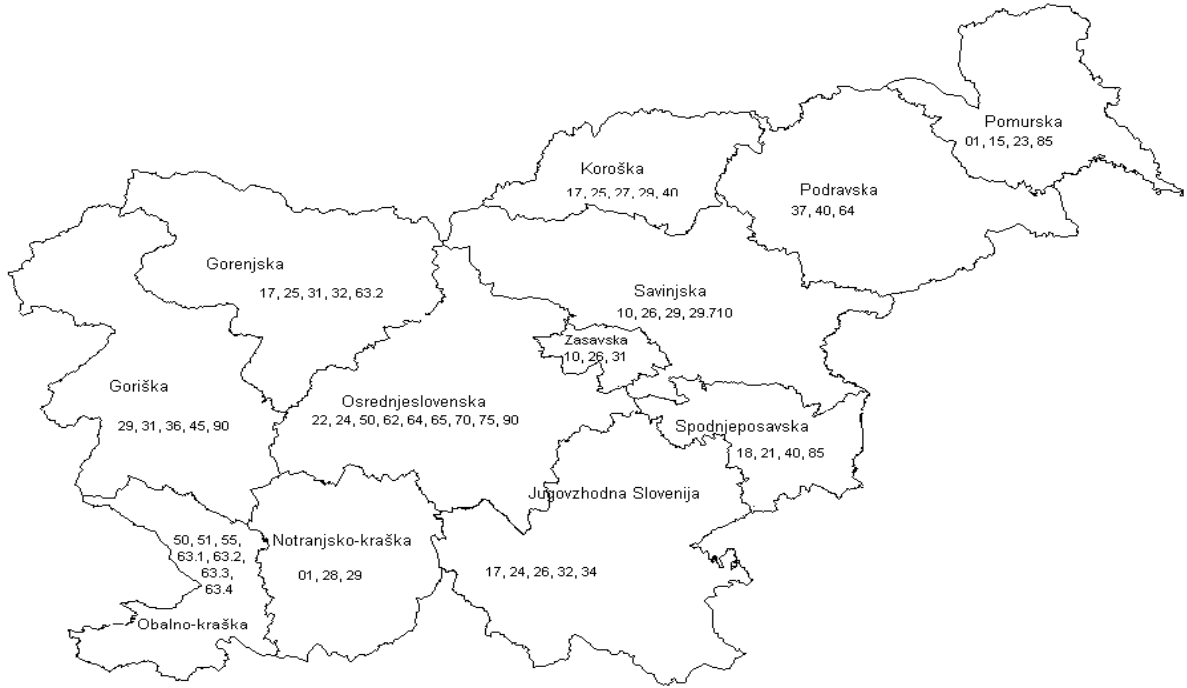 Pomurska
01, 15, 23, 85
Koroška
17, 25, 27, 29, 40
Podravska
37, 40, 64
Gorenjska
17, 25, 31, 32, 63.2
Savinjska
10, 26, 29, 29.710
Zasavska
10, 26, 31
Goriška
29, 31, 36, 45, 90
Osrednjeslovenska
22, 24, 50, 62, 64, 65, 70, 75, 90
Spodnjeposavska
18, 21, 40, 85
Jugovzhodna Slovenija
17, 24, 26, 32, 34
Notranjsko-kraška
01, 28, 29
50, 51, 55,
63.1, 63.2,
63.3,
63.4
Obalno-kraška